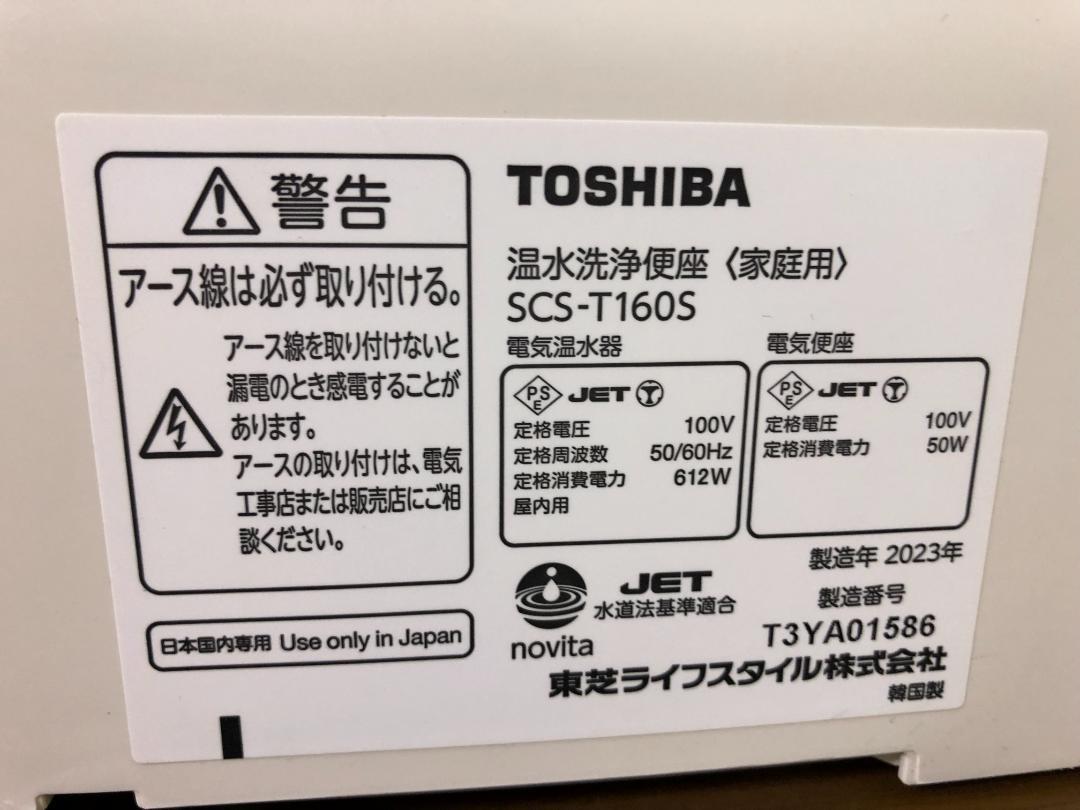 警告
アース線は必ず取り付ける。
アース線を取り付けないと
漏電のとき感電することが
あります。
アースの取り付けは、電気
工事店または販売店にご相
談ください。
日本国内専用 Use only in Japan
TOSHIBA
温水洗浄便座〈家庭用〉
SCS-T160S
電気温水器
PSE JET
定格電圧 100V
定格周波数 50/60Hz
定格消費電力 612W
屋内用
電気便座
PSE JET
定格電圧 100V
定格消費電力 50W
製造年 2023年
製造番号
T3YA01586
novita
JET
水道法基準適合
東芝ライフスタイル株式会社
韓国製